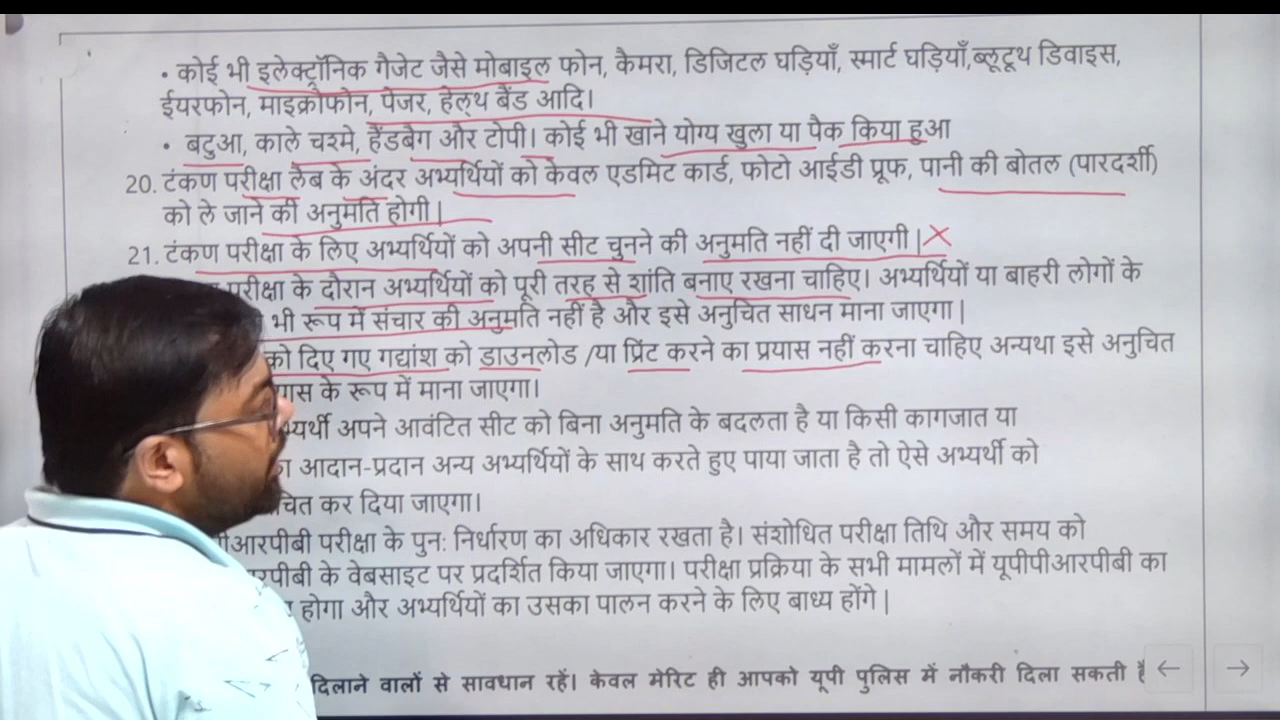 • कोई भी इलेक्ट्रॉनिक गैजेट जैसे मोबाइल फोन, कैमरा, डिजिटल घड़ियाँ, स्मार्ट घड़ियाँ,ब्लूटूथ डिवाइस,
ईयरफोन, माइक्रोफोन, पेजर, हेल्थ बैंड आदि।
• बटुआ, काले चश्मे, हैंडबैग और टोपी। कोई भी खाने योग्य खुला या पैक किया हुआ
20. टंकण परीक्षा लैब के अंदर अभ्यर्थियों को केवल एडमिट कार्ड, फोटो आईडी प्रूफ, पानी की बोतल (पारदर्शी)
को ले जाने की अनुमति होगी |
21. टंकण परीक्षा के लिए अभ्यर्थियों को अपनी सीट चुनने की अनुमति नहीं दी जाएगी |
परीक्षा के दौरान अभ्यर्थियों को पूरी तरह से शांति बनाए रखना चाहिए। अभ्यर्थियों या बाहरी लोगों के
भी रूप में संचार की अनुमति नहीं है और इसे अनुचित साधन माना जाएगा |
को दिए गए गद्यांश को डाउनलोड /या प्रिंट करने का प्रयास नहीं करना चाहिए अन्यथा इसे अनुचित
के रूप में माना जाएगा।
अपने आवंटित सीट को बिना अनुमति के बदलता है या किसी कागजात या
आदान-प्रदान अन्य अभ्यर्थियों के साथ करते हुए पाया जाता है तो ऐसे अभ्यर्थी को
कर दिया जाएगा।
परीक्षा के पुन: निर्धारण का अधिकार रखता है। संशोधित परीक्षा तिथि और समय को
के वेबसाइट पर प्रदर्शित किया जाएगा। परीक्षा प्रक्रिया के सभी मामलों में यूपीपीआरपीबी का
होगा और अभ्यर्थियों का उसका पालन करने के लिए बाध्य होंगे |
दिलाने वालों से सावधान रहें। केवल मेरिट ही आपको यूपी पुलिस में नौकरी दिला सकती